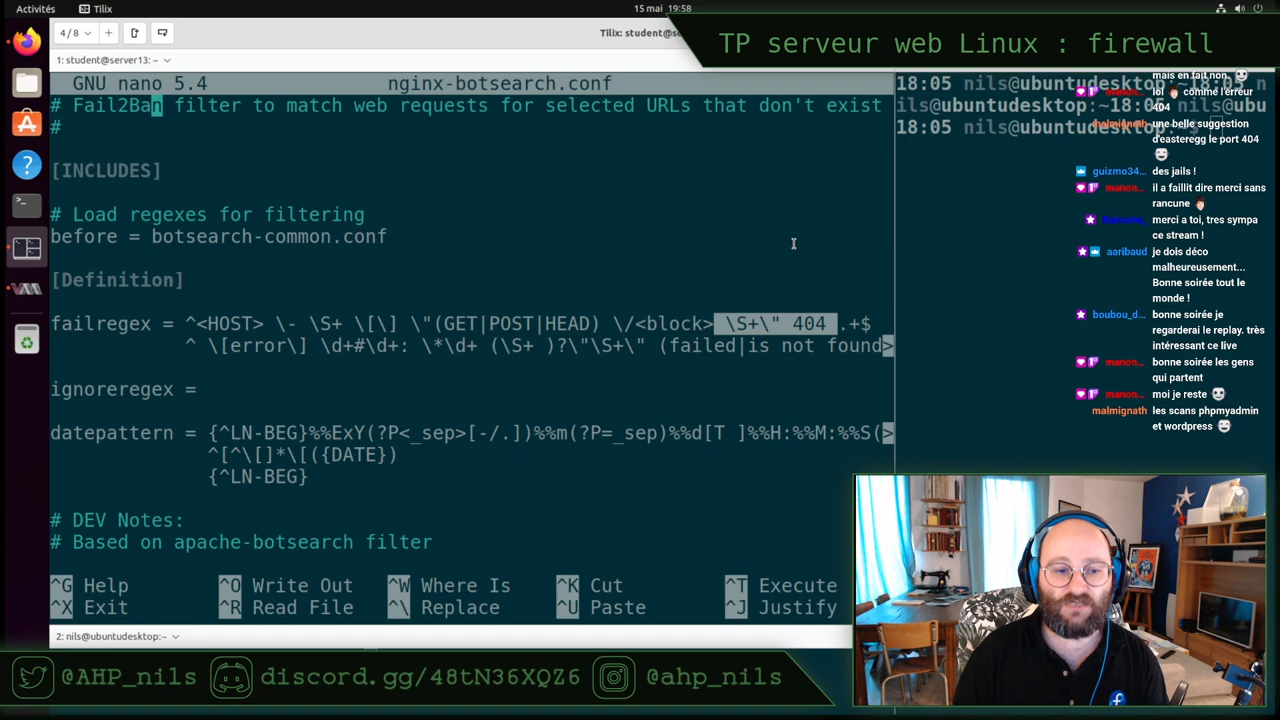 Activités
Tilix
15 mai 19:58
4/8
Tilix: student@se
TP serveur web Linux : firewall
1: student@server13: ~
GNU nano 5.4
nginx-botsearch.conf
# Fail2Ban filter to match web requests for selected URLs that don't exist
#
[INCLUDES]
# Load regexes for filtering
before = botsearch-common.conf
[Definition]
failregex = ^<HOST> \- \S+ \[\] \"(GET|POST|HEAD) \/<block> \S+\" 404 .+$
^ \[error\] \d+#\d+: \*\d+ (\S+ )?\"\S+\" (failed|is not found>
ignoreregex =
datepattern = {^LN-BEG}%%ExY(?P<_sep>[-/.])%%m(?P=_sep)%%d[T ]%%H:%%M:%%S(>
^[^\[]*\[({DATE})
{^LN-BEG}
# DEV Notes:
# Based on apache-botsearch filter
^G Help ^O Write Out ^W Where Is ^K Cut ^T Execute
^X Exit ^R Read File ^\ Replace ^U Paste ^J Justify
2: nils@ubuntudesktop:~
18:05 nils@ubuntudesktop:~18:05 n
ils@ubuntudesktop:~18:05 nils@ubu
18:05 nils@ubuntudesktop:~
mais en fait non.
manon... lol comme l'erreur
404
malmignath une belle suggestion
d'easteregg le port 404
guizmo34... des jails !
manon... il a faillit dire merci sans
rancune
merci a toi, tres sympa
ce stream !
aaribaud je dois déco
malheureusement...
Bonne soirée tout le
monde !
boubou_d... bonne soirée je
regarderai le replay. très
intéressant ce live
manon... bonne soirée les gens
qui partent
manon... moi je reste
malmignath les scans phpmyadmin
et wordpress
@AHP_nils
discord.gg/48tN36XQZ6
@ahp_nils